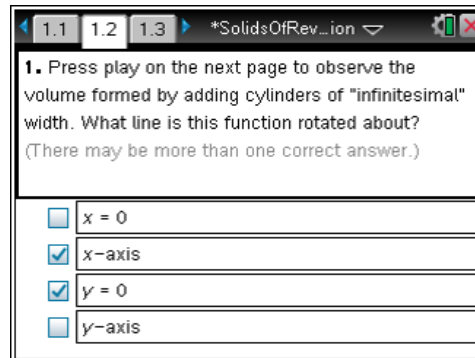 1.1 1.2 1.3 *SolidsOfRev…ion
1. Press play on the next page to observe the
volume formed by adding cylinders of "infinitesimal"
width. What line is this function rotated about?
(There may be more than one correct answer.)
x = 0
x-axis
y = 0
y-axis